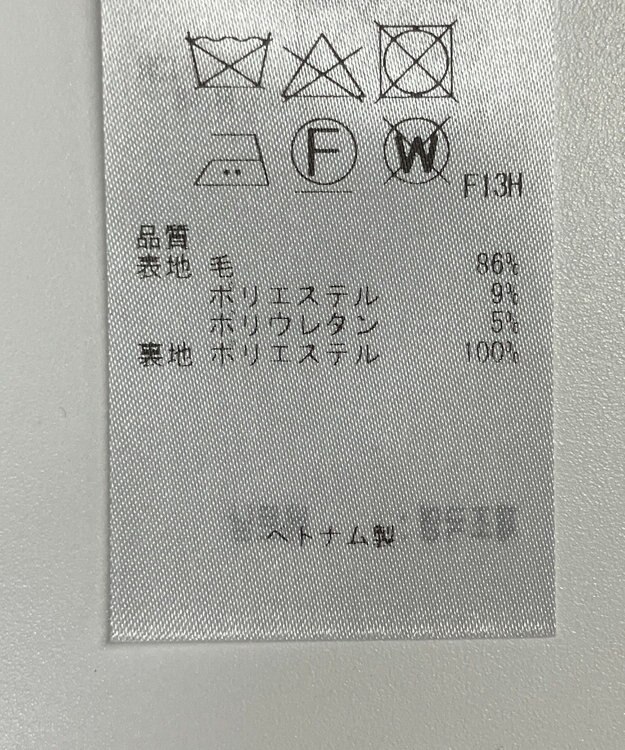 F W F13H
品質
表地 毛 86%
ポリエステル 9%
ポリウレタン 5%
裏地 ポリエステル 100%
ベトナム製